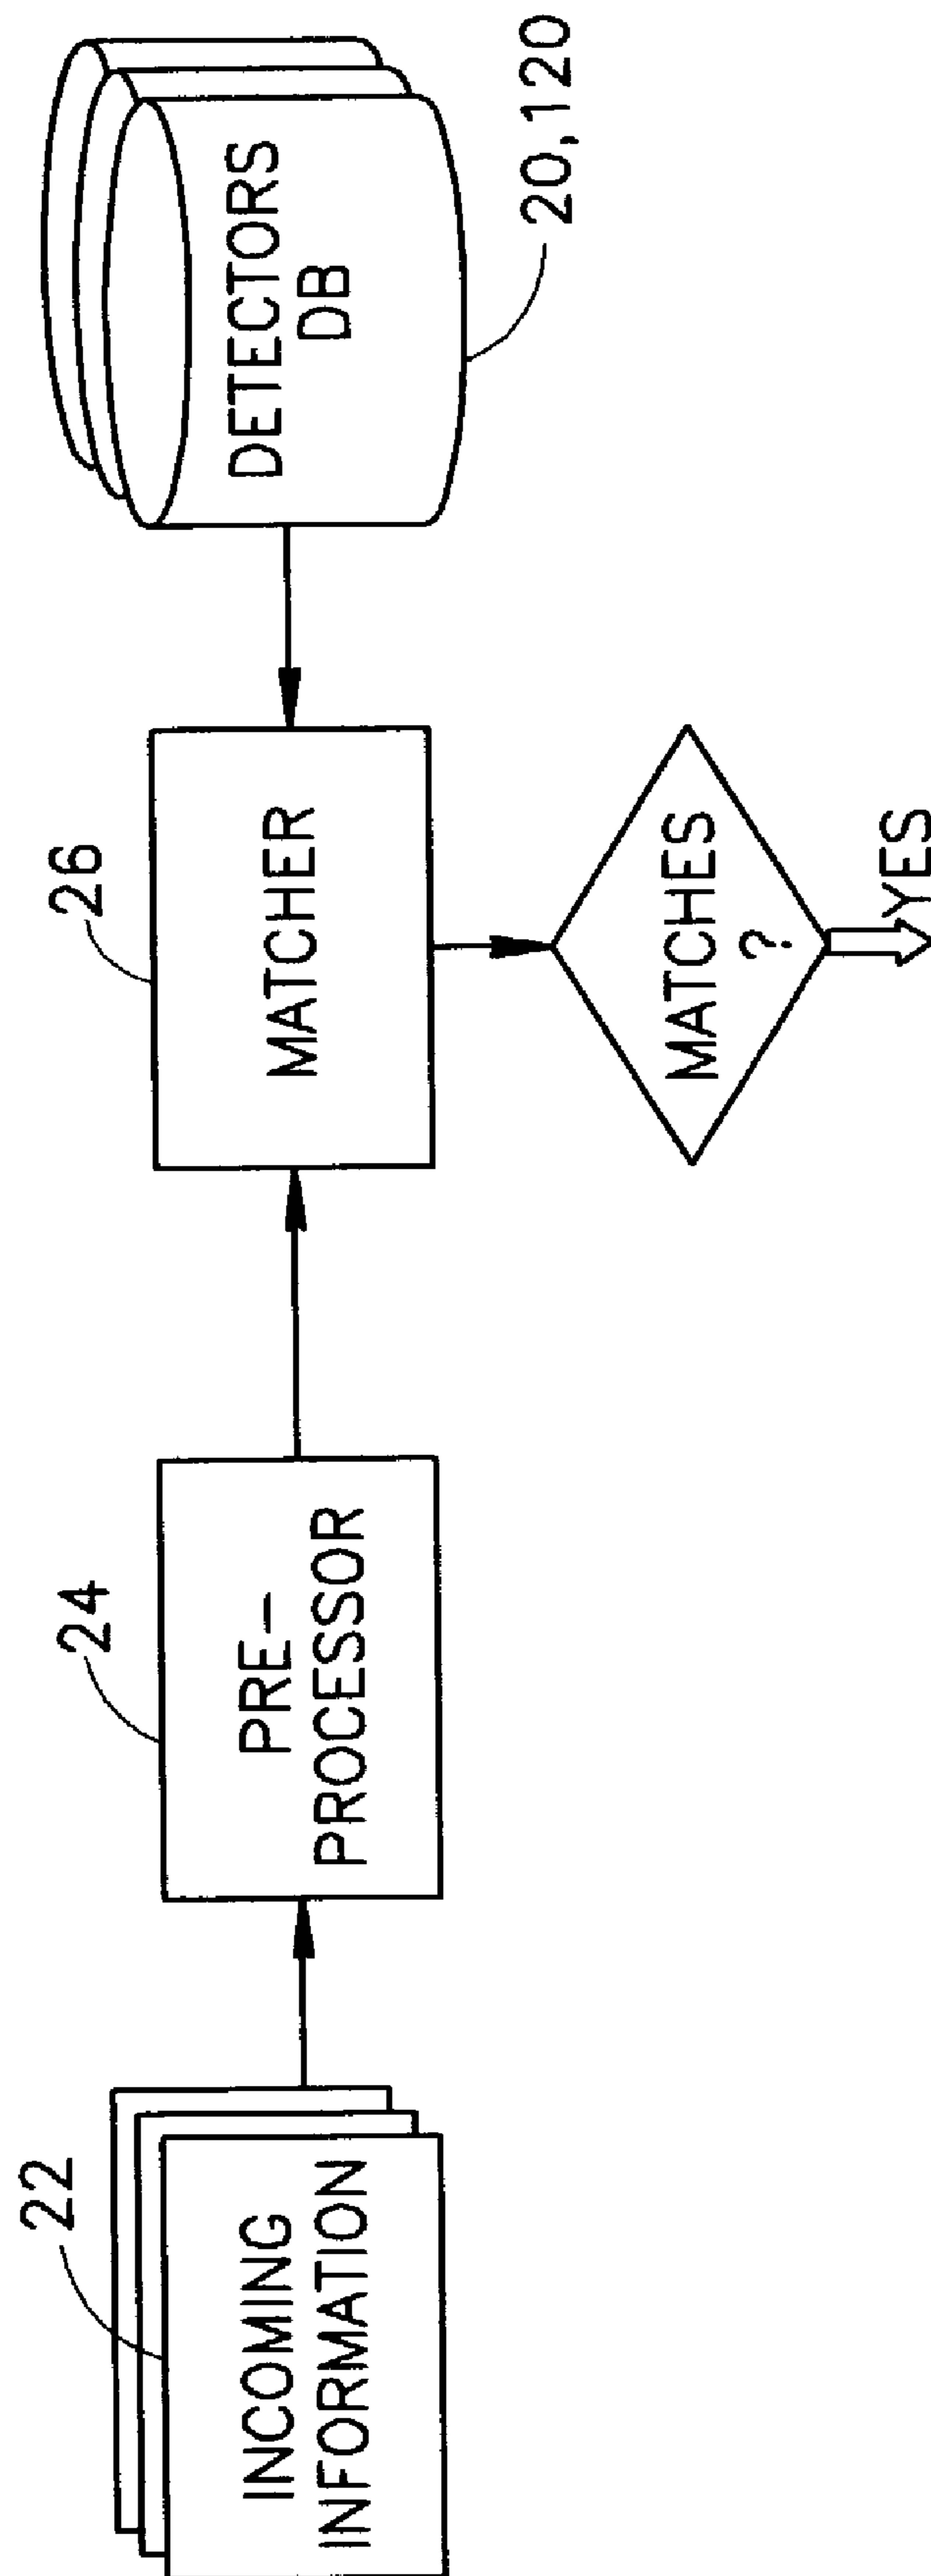 22
INCOMING
INFORMATION
24
PRE-
PROCESSOR
26
MATCHER
MATCHES
?
YES
DETECTORS
DB
20,120